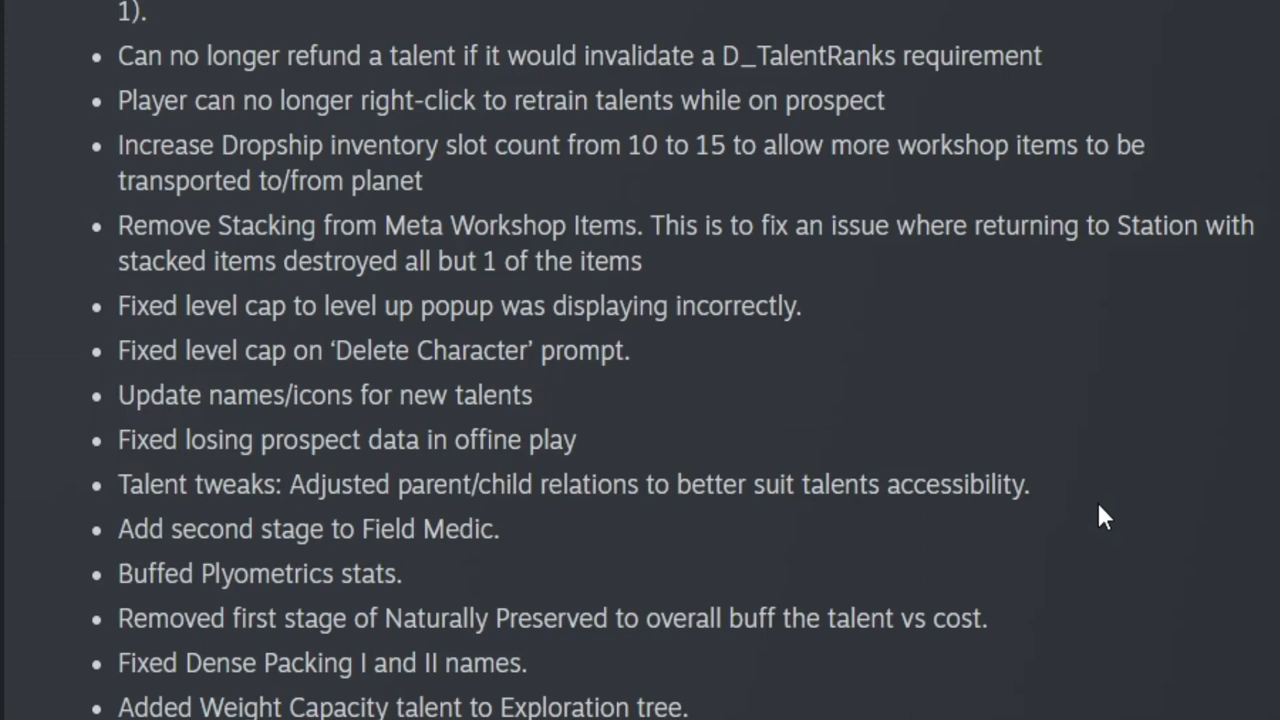 1).
• Can no longer refund a talent if it would invalidate a D_TalentRanks requirement
• Player can no longer right-click to retrain talents while on prospect
• Increase Dropship inventory slot count from 10 to 15 to allow more workshop items to be
transported to/from planet
• Remove Stacking from Meta Workshop Items. This is to fix an issue where returning to Station with
stacked items destroyed all but 1 of the items
• Fixed level cap to level up popup was displaying incorrectly.
• Fixed level cap on ‘Delete Character’ prompt.
• Update names/icons for new talents
• Fixed losing prospect data in offine play
• Talent tweaks: Adjusted parent/child relations to better suit talents accessibility.
• Add second stage to Field Medic.
• Buffed Plyometrics stats.
• Removed first stage of Naturally Preserved to overall buff the talent vs cost.
• Fixed Dense Packing I and II names.
• Added Weight Capacity talent to Exploration tree.